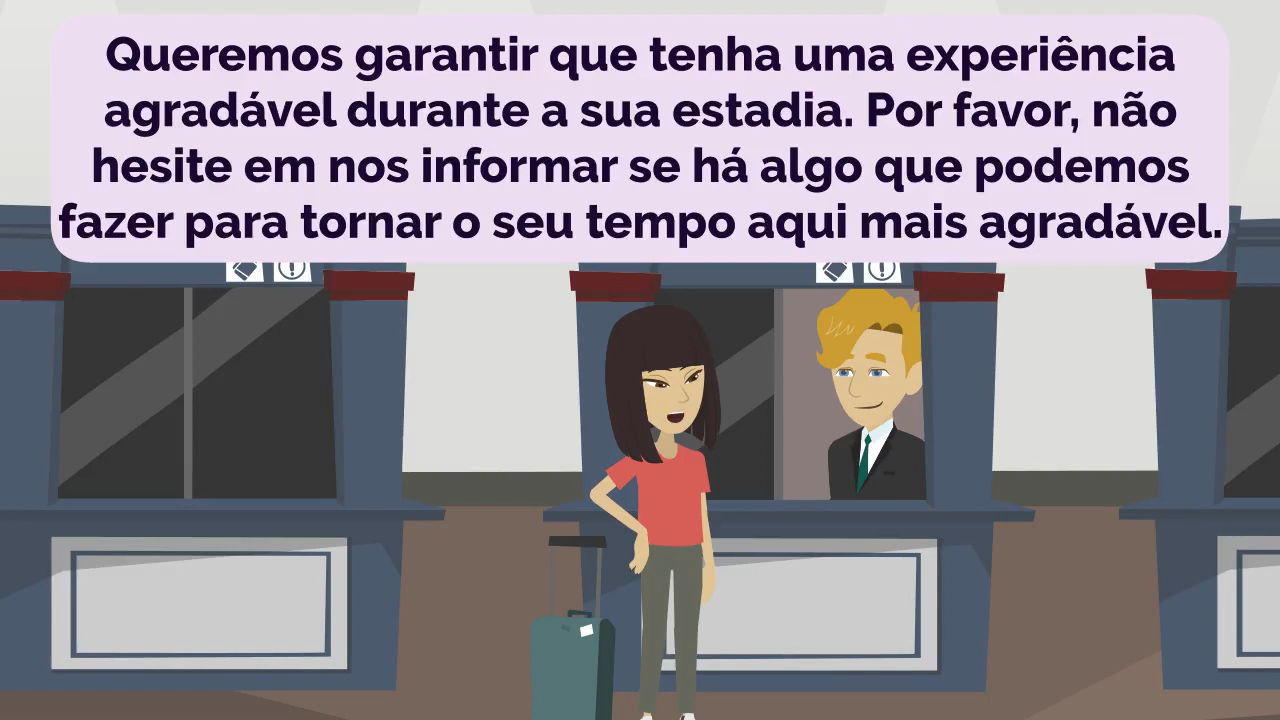 Queremos garantir que tenha uma experiência
agradável durante a sua estadia. Por favor, não
hesite em nos informar se há algo que podemos
fazer para tornar o seu tempo aqui mais agradável.